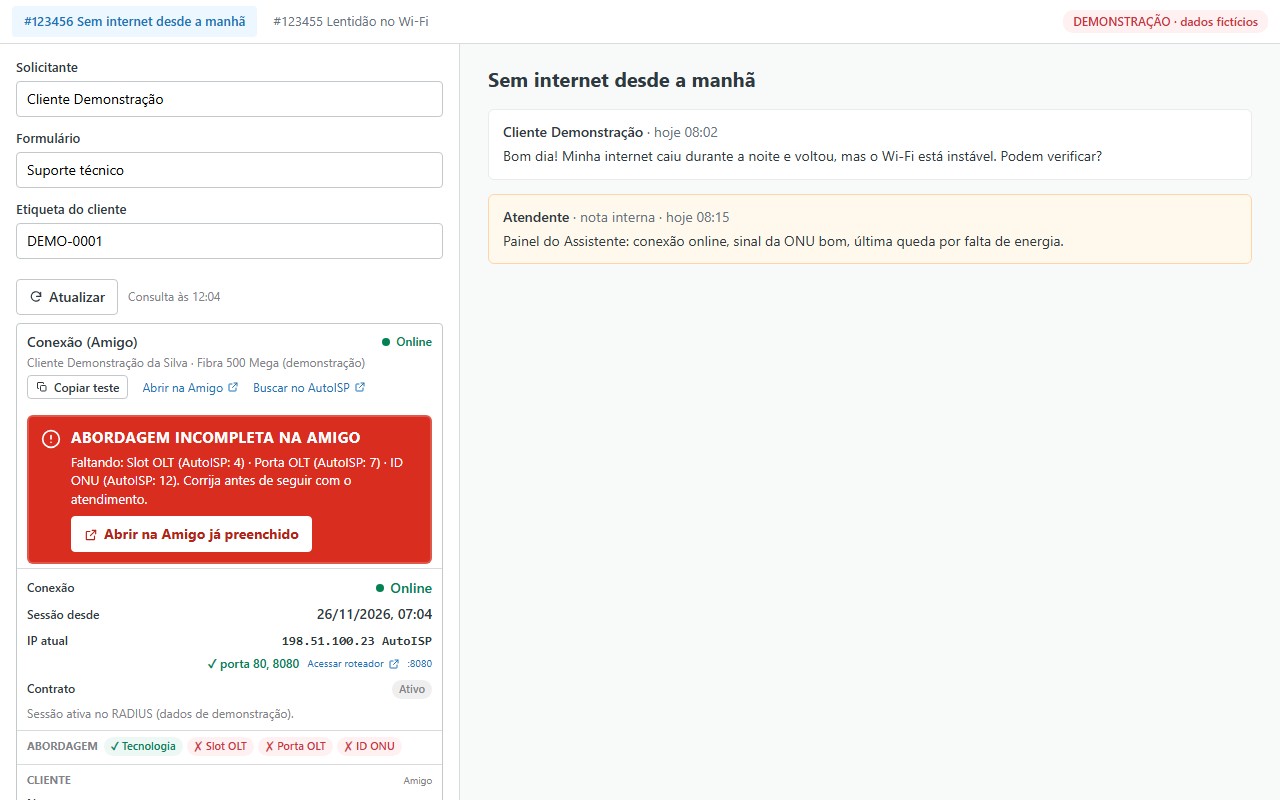 #123456 Sem internet desde a manhã
#123455 Lentidão no Wi-Fi
DEMONSTRAÇÃO · dados fictícios
Solicitante
Cliente Demonstração
Formulário
Suporte técnico
Etiqueta do cliente
DEMO-0001
Atualizar
Consulta às 12:04
Conexão (Amigo)
Online
Cliente Demonstração da Silva · Fibra 500 Mega (demonstração)
Copiar teste
Abrir na Amigo
Buscar no AutoISP
ABORDAGEM INCOMPLETA NA AMIGO
Faltando: Slot OLT (AutoISP: 4) · Porta OLT (AutoISP: 7) · ID
ONU (AutoISP: 12). Corrija antes de seguir com o
atendimento.
Abrir na Amigo já preenchido
Conexão
Online
Sessão desde
26/11/2026, 07:04
IP atual
198.51.100.23 AutoISP
✓ porta 80, 8080 Acessar roteador :8080
Contrato
Ativo
Sessão ativa no RADIUS (dados de demonstração).
ABORDAGEM ✓ Tecnologia ✗ Slot OLT ✗ Porta OLT ✗ ID ONU
CLIENTE
Amigo
Sem internet desde a manhã
Cliente Demonstração · hoje 08:02
Bom dia! Minha internet caiu durante a noite e voltou, mas o Wi-Fi está instável. Podem verificar?
Atendente · nota interna · hoje 08:15
Painel do Assistente: conexão online, sinal da ONU bom, última queda por falta de energia.